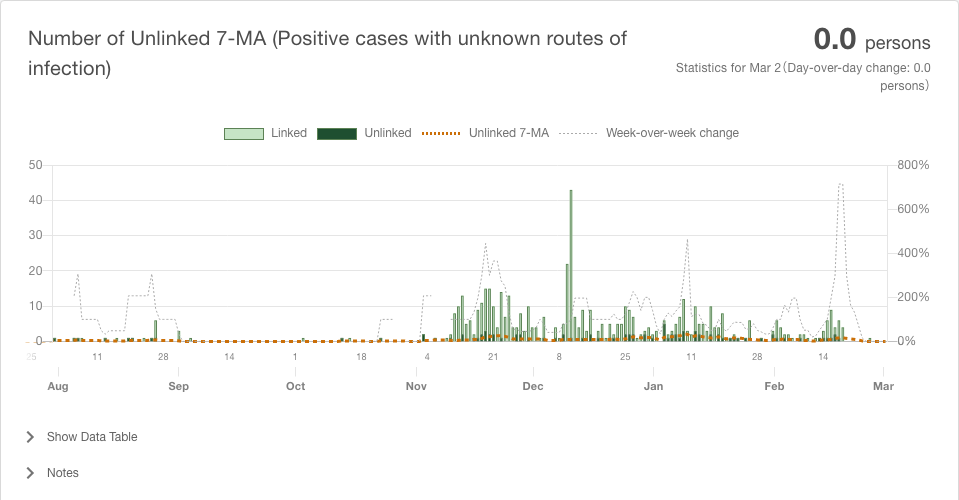 Number of Unlinked 7-MA (Positive cases with unknown routes of
infection)
0.0 persons
Statistics for Mar 2 (Day-over-day change: 0.0
persons)
Linked Unlinked Unlinked 7-MA Week-over-week change
50 800%
40 600%
30 400%
20
10 200%
0 0%
25 11 28 14 1 18 4 21 8 25 11 28 14
Aug Sep Oct Nov Dec Jan Feb Mar
Show Data Table
Notes